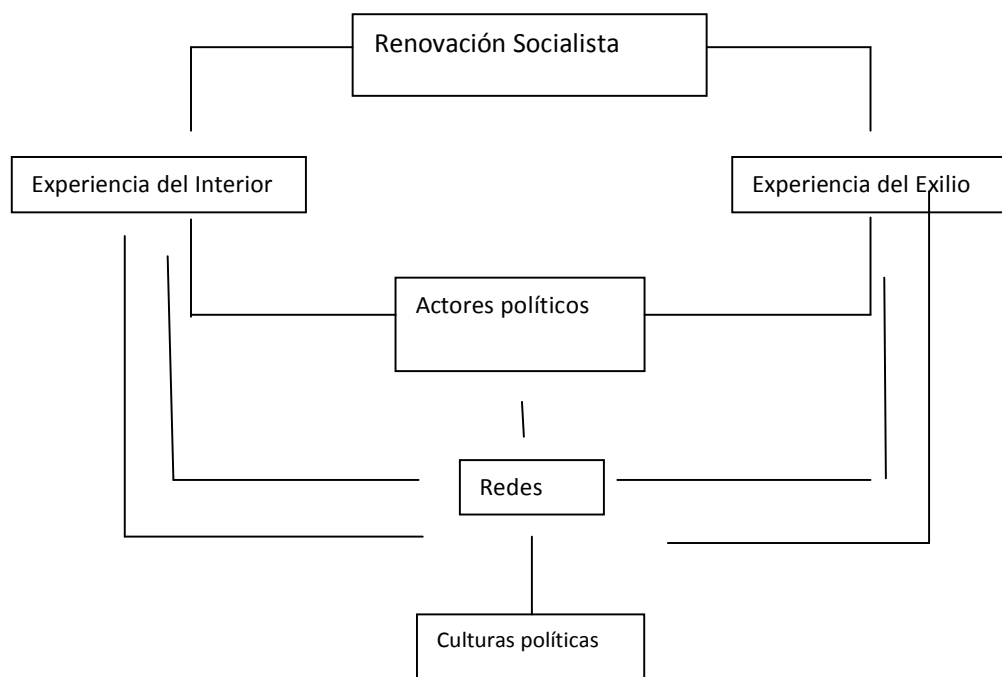 Renovación Socialista
Experiencia del Interior
Experiencia del Exilio
Actores políticos
Redes
Culturas políticas